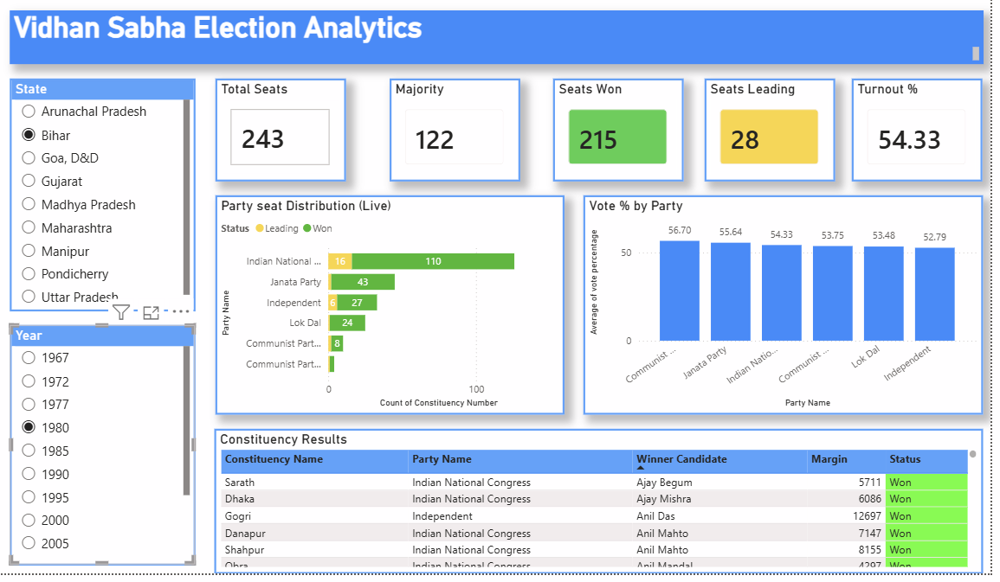 Vidhan Sabha Election Analytics
State
Arunachal Pradesh
Bihar
Goa, D&D
Gujarat
Madhya Pradesh
Maharashtra
Manipur
Pondicherry
Uttar Pradesh
Year
1967
1972
1977
1980
1985
1990
1995
2000
2005
Total Seats
243
Majority
122
Seats Won
215
Seats Leading
28
Turnout %
54.33
Party seat Distribution (Live)
Status Leading Won
Party Name
Indian National ... 16 110
Janata Party 43
Independent 6 27
Lok Dal 24
Communist Part... 8
Communist Part...
0 100
Count of Constituency Number
Vote % by Party
Average of vote percentage
50
0
56.70 55.64 54.33 53.75 53.48 52.79
Communist ... Janata Party Indian Natio... Communist ... Lok Dal Independent
Party Name
Constituency Results
Constituency Name Party Name Winner Candidate Margin Status
Sarath Indian National Congress Ajay Begum 5711 Won
Dhaka Indian National Congress Ajay Mishra 6086 Won
Gogri Independent Anil Das 12697 Won
Danapur Indian National Congress Anil Mahto 7147 Won
Shahpur Indian National Congress Anil Mahto 8155 Won
Obra Indian National Congress Anil Mandal 4297 Won